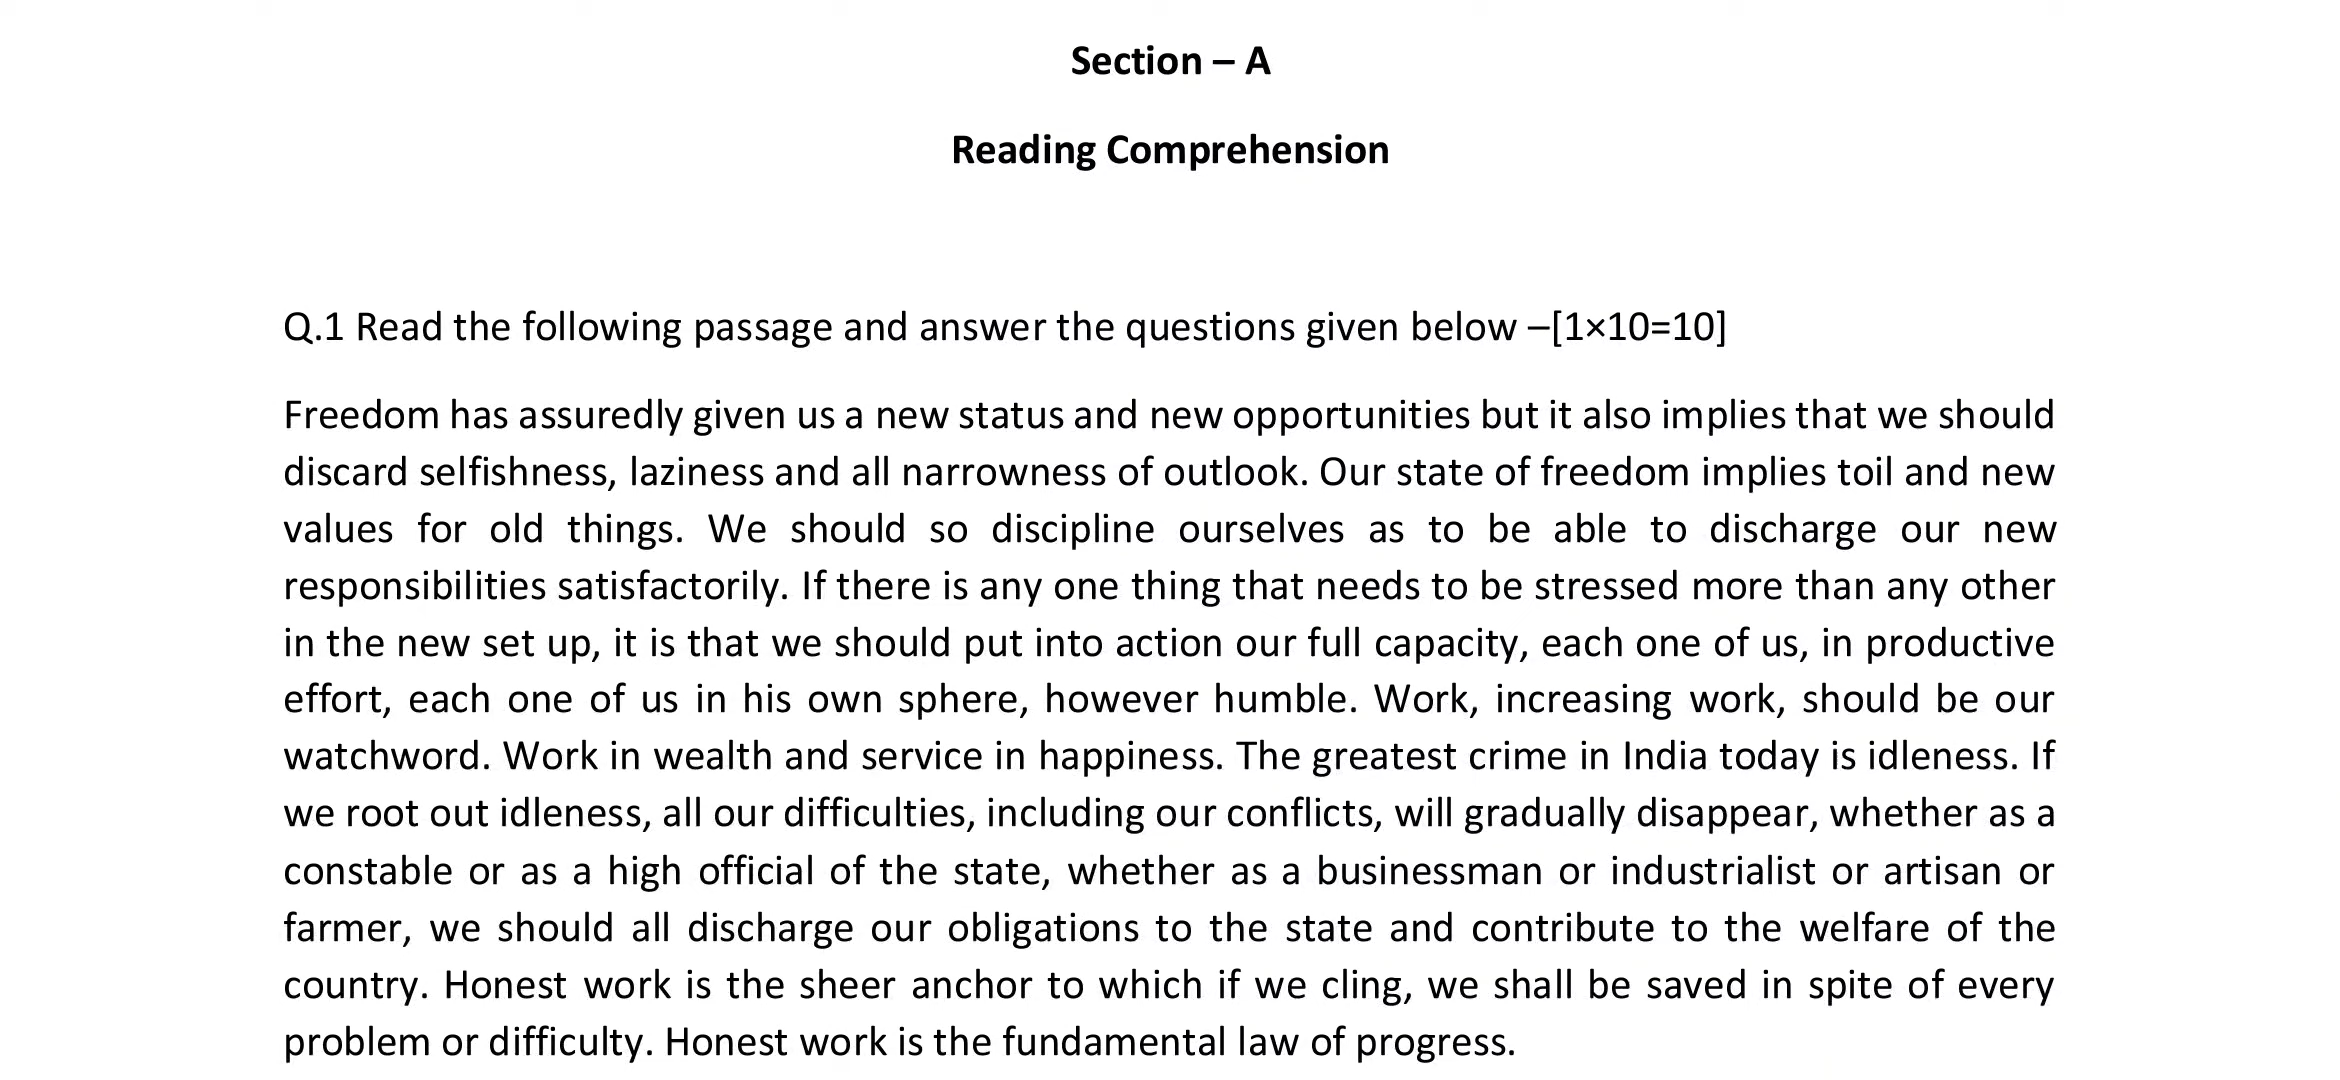 Section – A
Reading Comprehension
Q.1 Read the following passage and answer the questions given below –[1×10=10]
Freedom has assuredly given us a new status and new opportunities but it also implies that we should
discard selfishness, laziness and all narrowness of outlook. Our state of freedom implies toil and new
values for old things. We should so discipline ourselves as to be able to discharge our new
responsibilities satisfactorily. If there is any one thing that needs to be stressed more than any other
in the new set up, it is that we should put into action our full capacity, each one of us, in productive
effort, each one of us in his own sphere, however humble. Work, increasing work, should be our
watchword. Work in wealth and service in happiness. The greatest crime in India today is idleness. If
we root out idleness, all our difficulties, including our conflicts, will gradually disappear, whether as a
constable or as a high official of the state, whether as a businessman or industrialist or artisan or
farmer, we should all discharge our obligations to the state and contribute to the welfare of the
country. Honest work is the sheer anchor to which if we cling, we shall be saved in spite of every
problem or difficulty. Honest work is the fundamental law of progress.